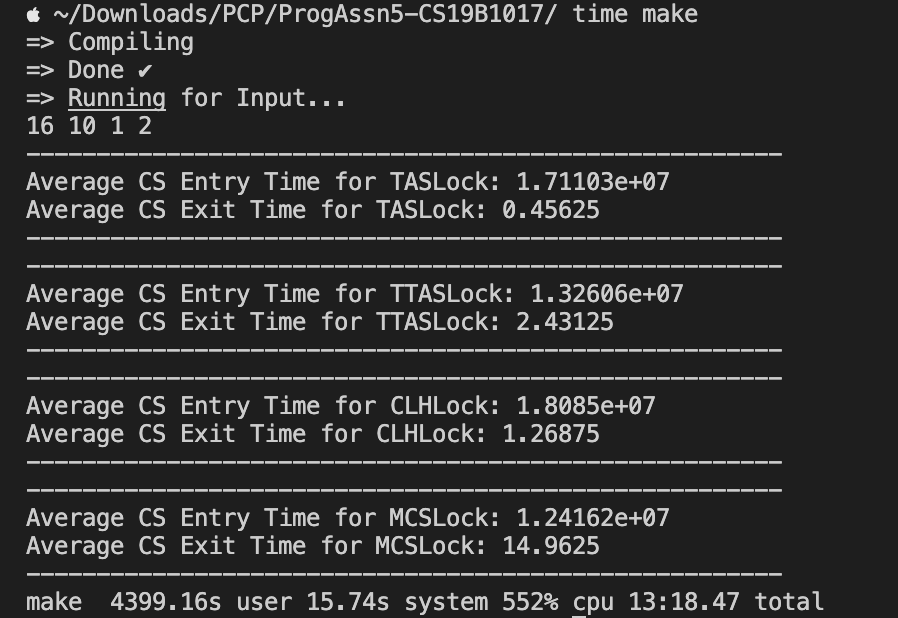 ~/Downloads/PCP/ProgAssn5-CS19B1017/ time make
=> Compiling
=> Done ✔
=> Running for Input...
16 10 1 2
————————————————————————————————————————————————————
Average CS Entry Time for TASLock: 1.71103e+07
Average CS Exit Time for TASLock: 0.45625
————————————————————————————————————————————————————
————————————————————————————————————————————————————
Average CS Entry Time for TTASLock: 1.32606e+07
Average CS Exit Time for TTASLock: 2.43125
————————————————————————————————————————————————————
————————————————————————————————————————————————————
Average CS Entry Time for CLHLock: 1.8085e+07
Average CS Exit Time for CLHLock: 1.26875
————————————————————————————————————————————————————
————————————————————————————————————————————————————
Average CS Entry Time for MCSLock: 1.24162e+07
Average CS Exit Time for MCSLock: 14.9625
————————————————————————————————————————————————————
make  4399.16s user 15.74s system 552% cpu 13:18.47 total